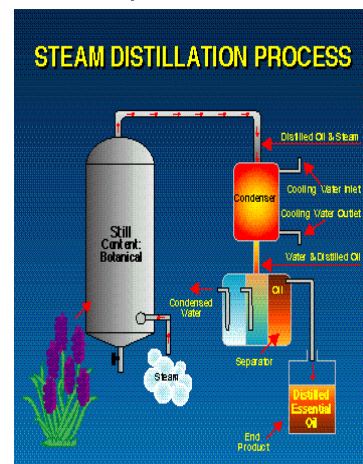 STEAM DISTILLATION PROCESS
Distilled Oil & Steam
Condenser
Cooling Water Inlet
Cooling Water Outlet
Still
Content:
Botanical
Water & Distilled Oil
Oil
Condensed
Water
Separator
Steam
Distilled
Essential
Oil
End
Product